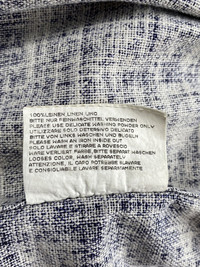 100%LEINEN LINEN LINO
BITTE NUR FEINWASCHMITTEL VERWENDEN
PLEASE USE DELICATE WASHING POWDER ONLY
UTILIZZARE SOLO DETERSIVO DELICATO
BITTE VON LINKS WASCHEN UND BÜGELN
PLEASE WASH AN IRON INSIDE OUT
SOLO LAVARE E STIRARE A ROVESCIO
WARE VERLIERT FARBE, BITTE SEPARAT WASCHEN
LOOSES COLOR, WASH SEPARATELY
ATTENZIONE, IL CAPO POTREBBE SLAVARE
E CONSIGLIABILE LAVARE SEPARATAMENTE